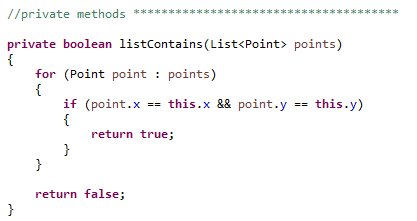 //private methods **************************************
private boolean listContains(List<Point> points)
{
    for (Point point : points)
    {
        if (point.x == this.x && point.y == this.y)
        {
            return true;
        }
    }

    return false;
}